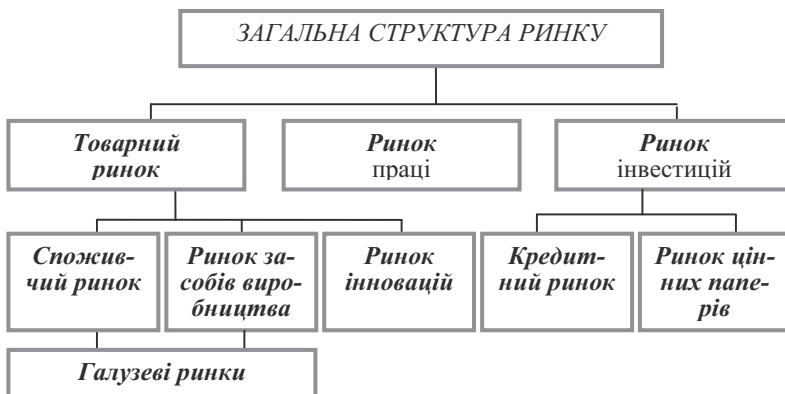 ЗАГАЛЬНА СТРУКТУРА РИНКУ
Товарний
ринок
Ринок
праці
Ринок
інвестицій
Спожив-
чий ринок
Ринок за-
собів виро-
бництва
Ринок
інновацій
Кредит-
ний ринок
Ринок цін-
них папе-
рів
Галузеві ринки